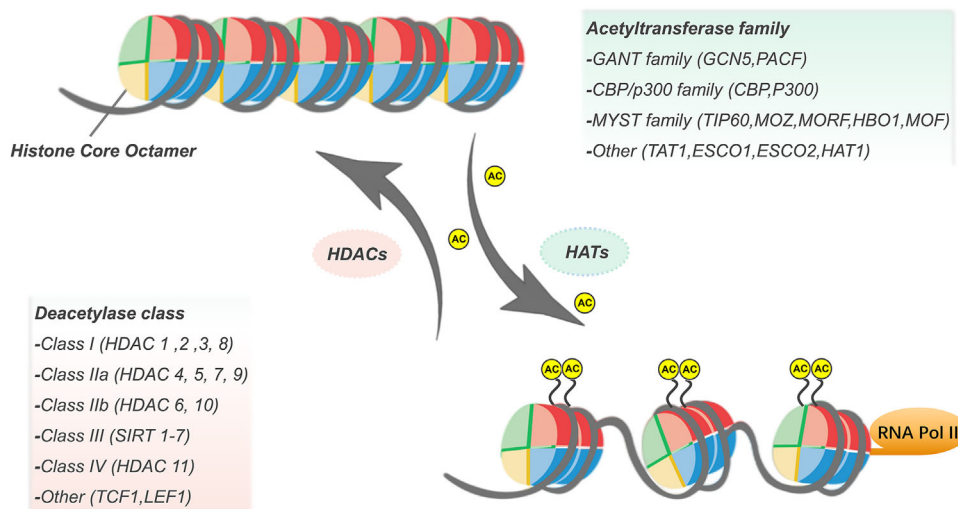 Acetyltransferase family
-GANT family (GCN5,PACF)
-CBP/p300 family (CBP,P300)
-MYST family (TIP60,MOZ,MORF,HBO1,MOF)
-Other (TAT1,ESCO1,ESCO2,HAT1)
Histone Core Octamer
AC
AC
HDACs
HATs
AC
Deacetylase class
-Class I (HDAC 1 ,2 ,3, 8)
-Class IIa (HDAC 4, 5, 7, 9)
-Class IIb (HDAC 6, 10)
-Class III (SIRT 1-7)
-Class IV (HDAC 11)
-Other (TCF1,LEF1)
AC AC
AC AC
AC AC
RNA Pol II